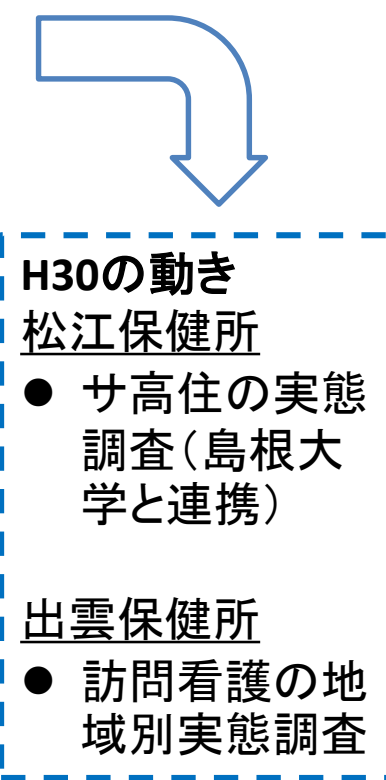 H30の動き
松江保健所
● サ高住の実態
調査（島根大
学と連携）
出雲保健所
● 訪問看護の地
域別実態調査